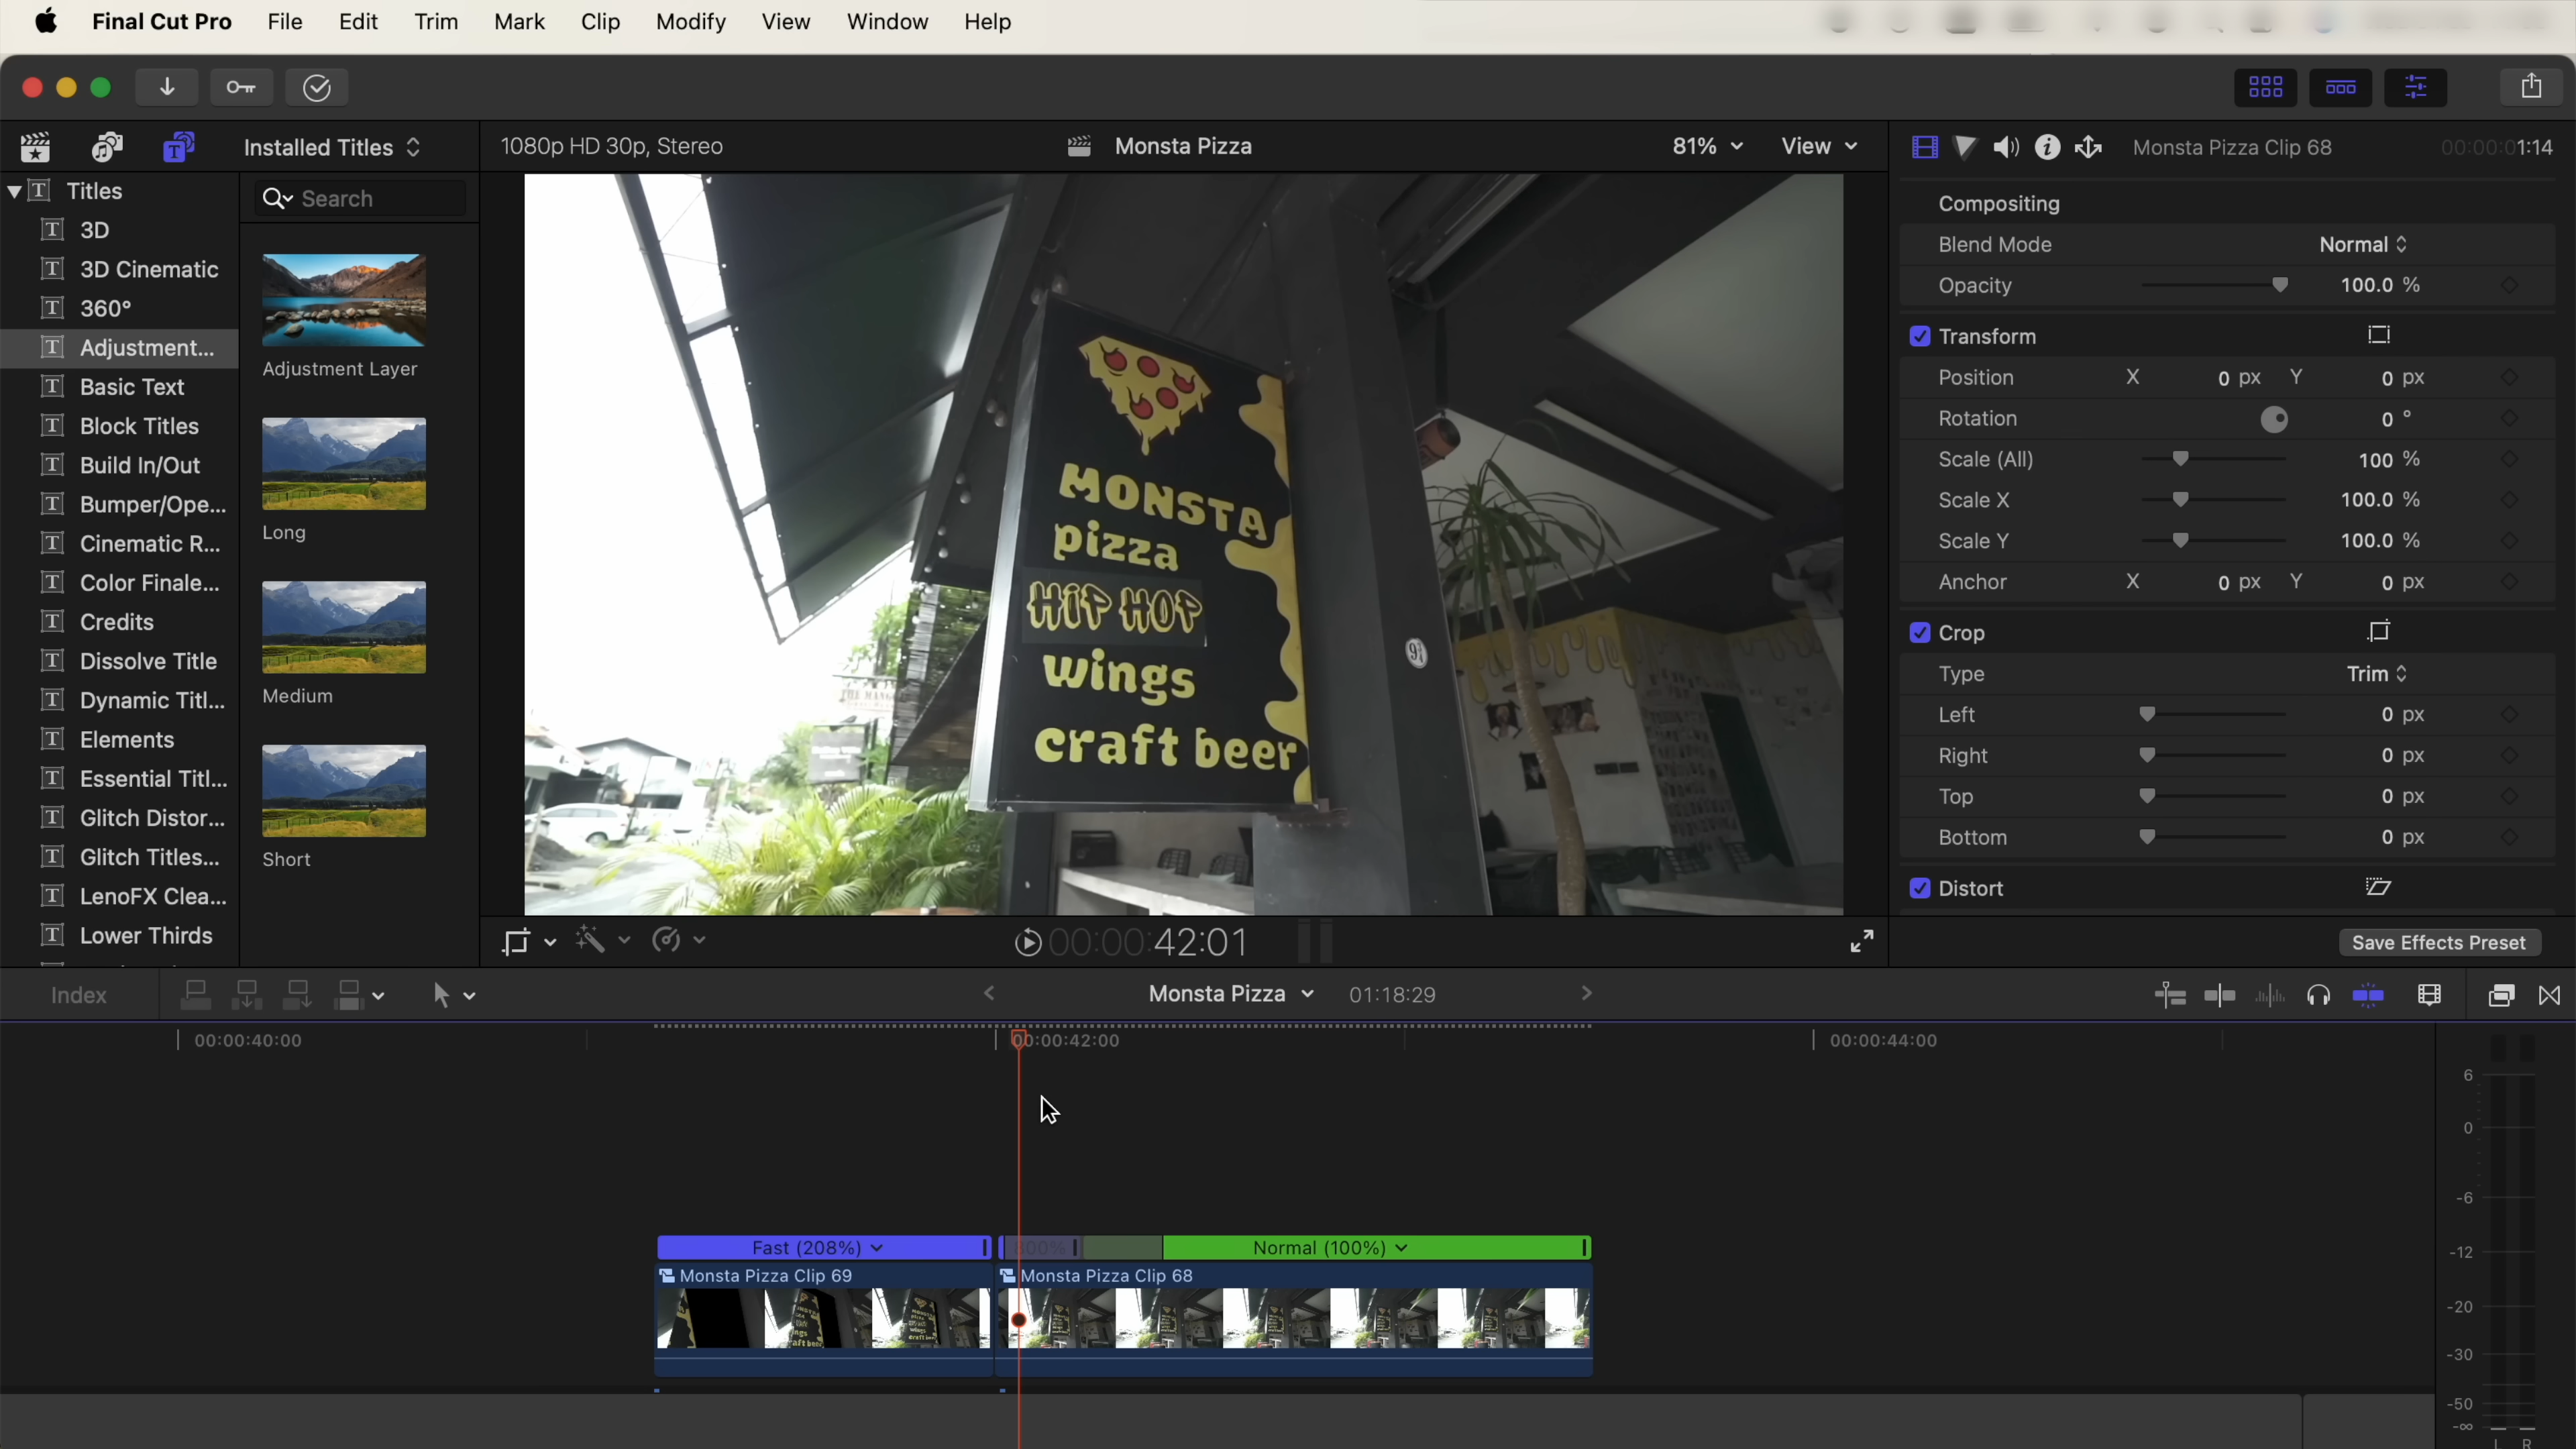 Final Cut Pro File Edit Trim Mark Clip Modify View Window Help
Installed Titles
1080p HD 30p, Stereo
Monsta Pizza
81%
View
Monsta Pizza Clip 68
00:00:01:14
Titles
3D
3D Cinematic
360°
Adjustment...
Basic Text
Block Titles
Build In/Out
Bumper/Ope...
Cinematic R...
Color Finale...
Credits
Dissolve Title
Dynamic Titl...
Elements
Essential Titl...
Glitch Distor...
Glitch Titles...
LenoFX Clea...
Lower Thirds
Search
Adjustment Layer
Long
Medium
Short
MONSTA
pizza
HIP HOP
wings
craft beer
Compositing
Blend Mode Normal
Opacity 100.0 %
Transform
Position X 0 px Y 0 px
Rotation 0 °
Scale (All) 100 %
Scale X 100.0 %
Scale Y 100.0 %
Anchor X 0 px Y 0 px
Crop
Type Trim
Left 0 px
Right 0 px
Top 0 px
Bottom 0 px
Distort
00:00:42:01
Save Effects Preset
Index
Monsta Pizza
01:18:29
00:00:40:00
00:00:42:00
00:00:44:00
Fast (208%)
800%
Normal (100%)
Monsta Pizza Clip 69
Monsta Pizza Clip 68
6
0
-6
-12
-20
-30
-50
-∞
L R